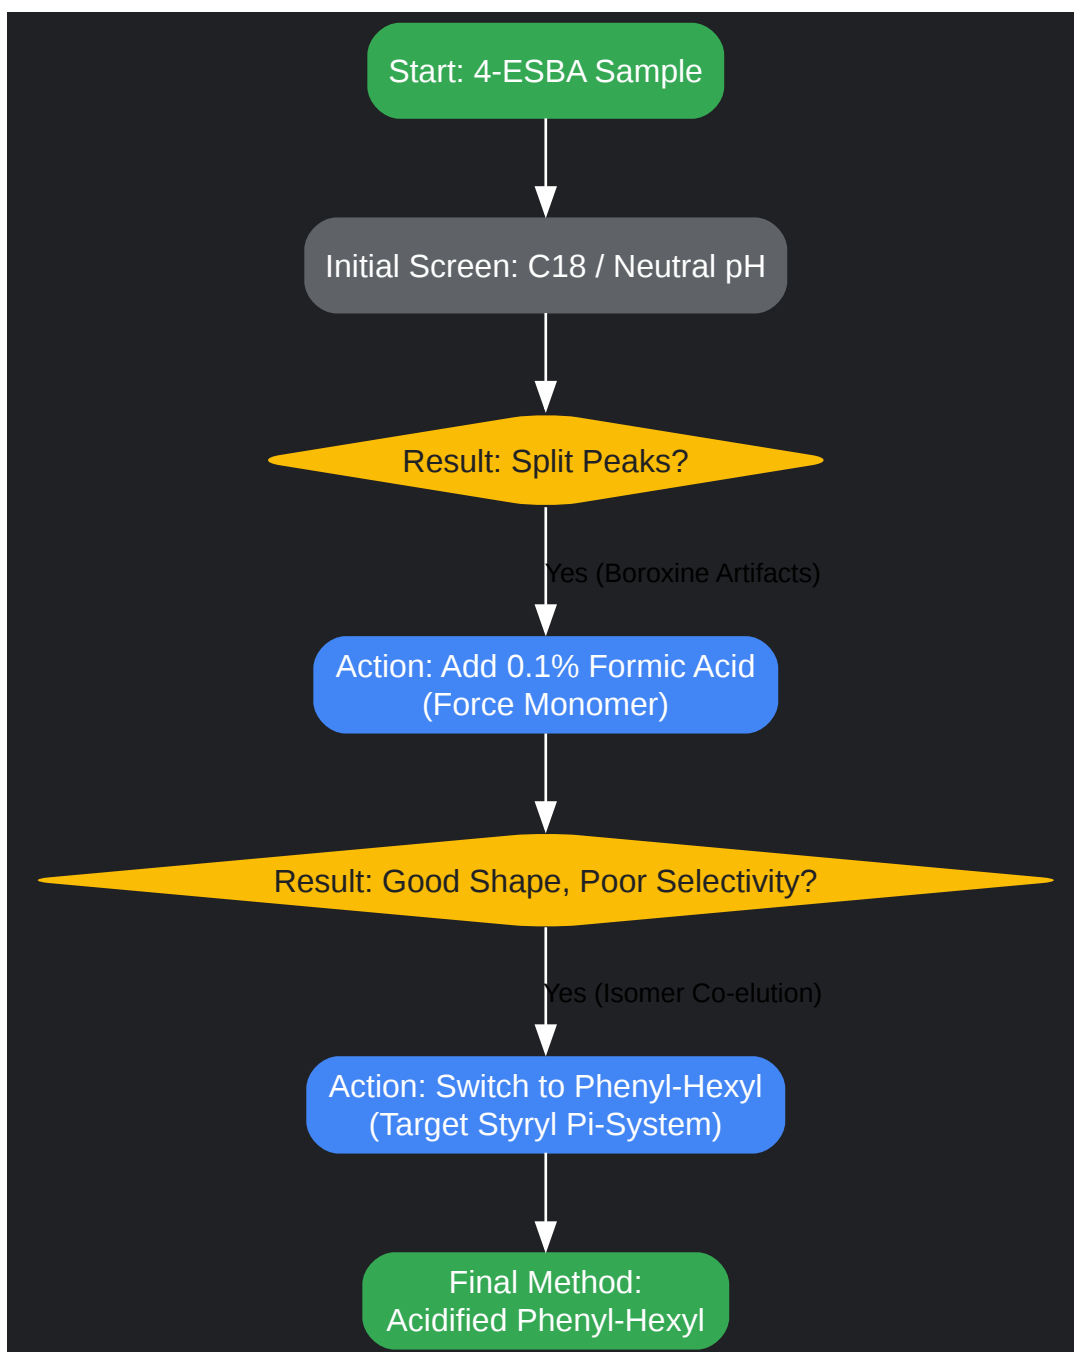 Start: 4-ESBA Sample
Initial Screen: C18 / Neutral pH
Result: Split Peaks?
Yes (Boroxine Artifacts)
Action: Add 0.1% Formic Acid
(Force Monomer)
Result: Good Shape, Poor Selectivity?
Yes (Isomer Co-elution)
Action: Switch to Phenyl-Hexyl
(Target Styryl Pi-System)
Final Method:
Acidified Phenyl-Hexyl